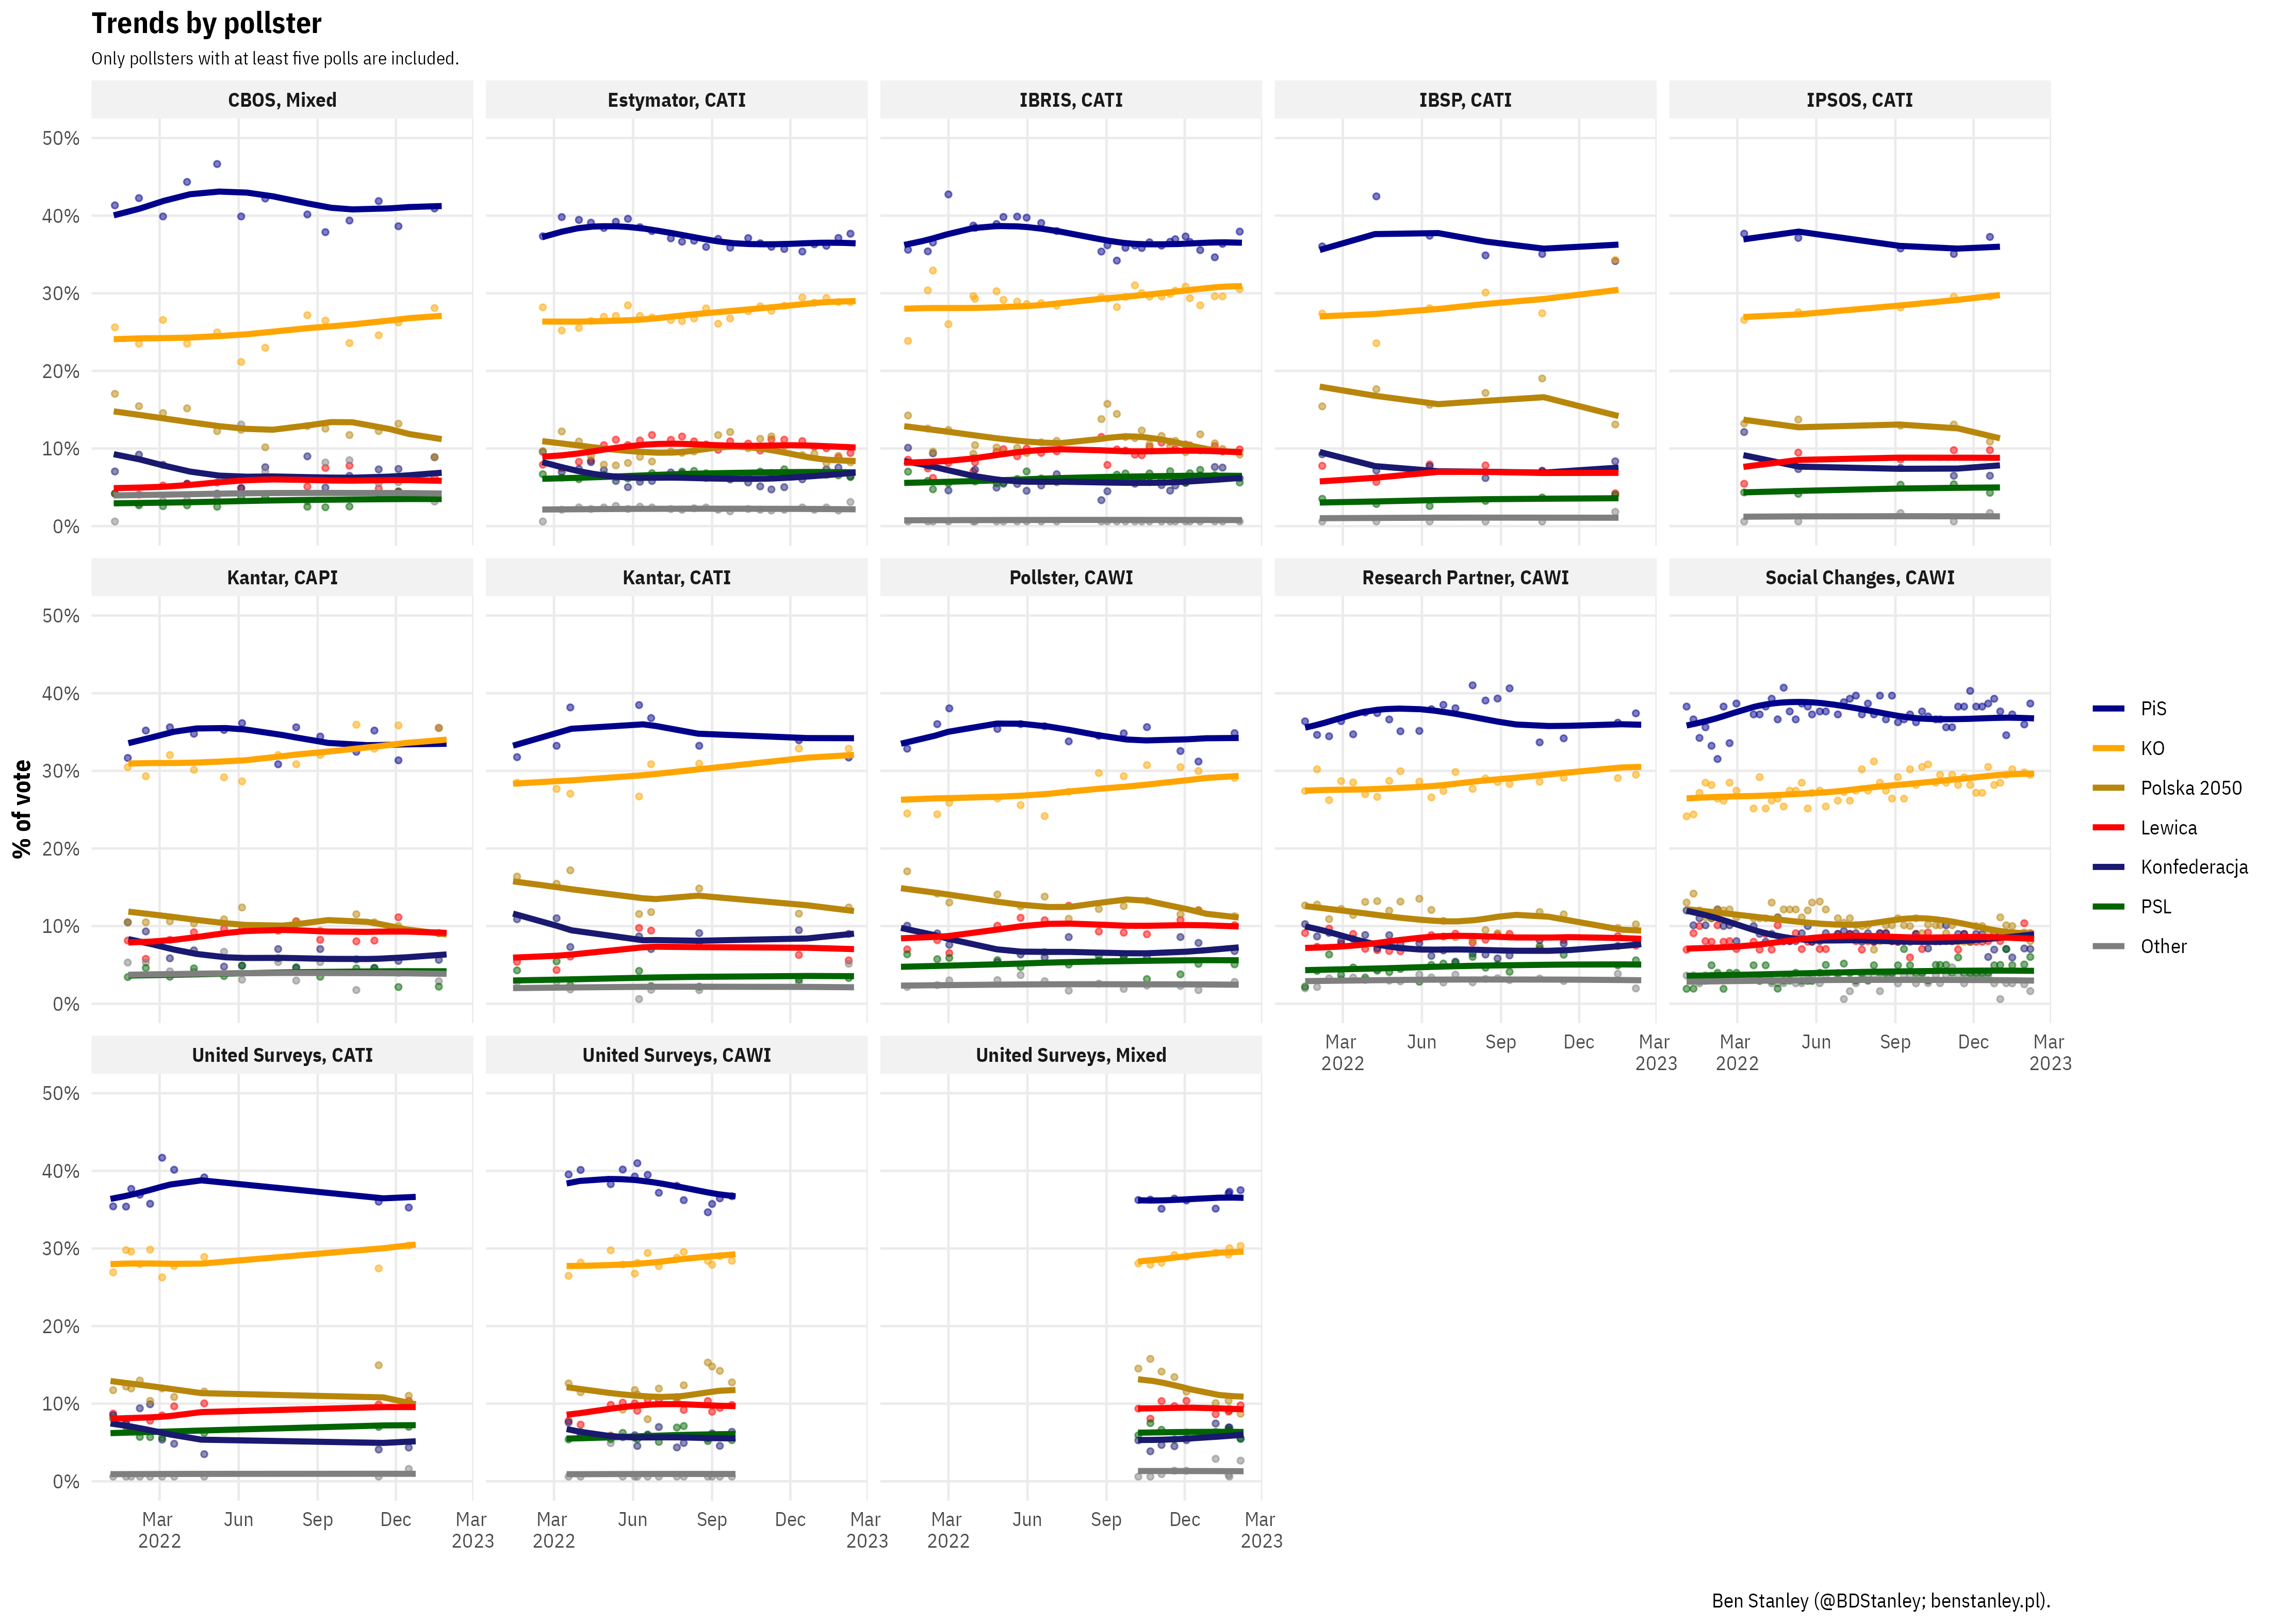 Trends by pollster
Only pollsters with at least five polls are included.
CBOS, Mixed
Estymator, CATI
IBRIS, CATI
IBSP, CATI
IPSOS, CATI
50%
40%
30%
20%
10%
0%
Kantar, CAPI
Kantar, CATI
Pollster, CAWI
Research Partner, CAWI
Social Changes, CAWI
50%
40%
30%
20%
10%
0%
% of vote
PiS
KO
Polska 2050
Lewica
Konfederacja
PSL
Other
Mar Jun Sep Dec Mar
2022 2023
Mar Jun Sep Dec Mar
2022 2023
United Surveys, CATI
United Surveys, CAWI
United Surveys, Mixed
50%
40%
30%
20%
10%
0%
Mar Jun Sep Dec Mar
2022 2023
Mar Jun Sep Dec Mar
2022 2023
Mar Jun Sep Dec Mar
2022 2023
Ben Stanley (@BDStanley; benstanley.pl).